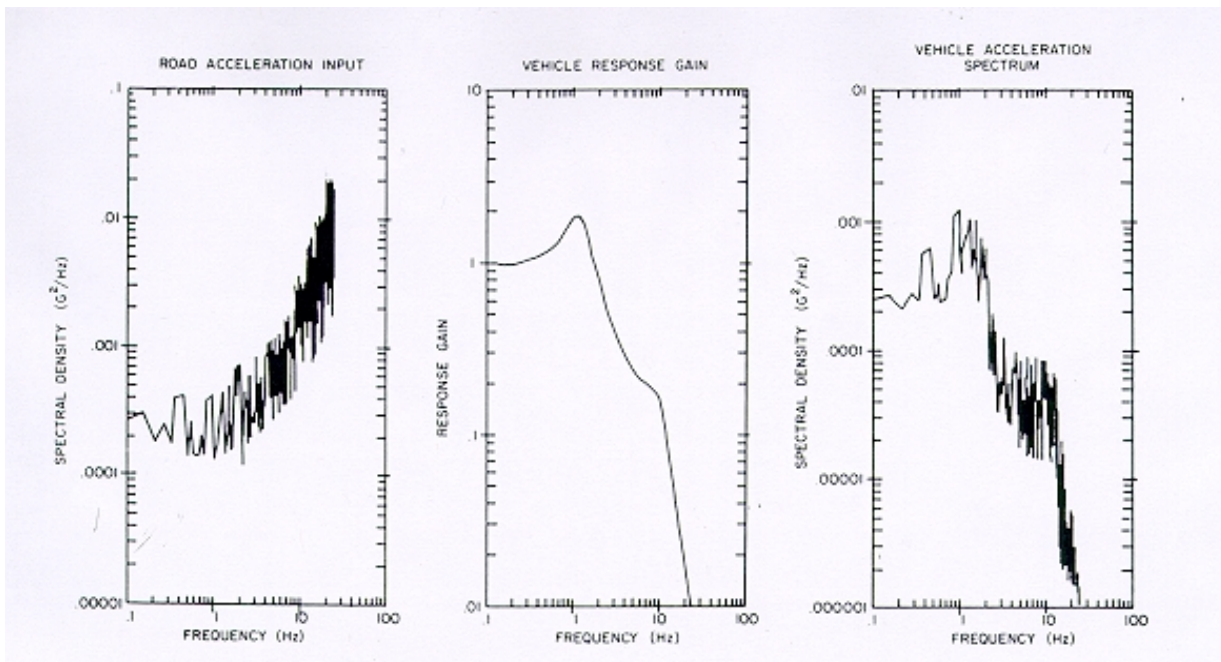 ROAD ACCELERATION INPUT
.1
.01
.001
.0001
.00001
SPECTRAL DENSITY (G²/Hz)
.1
1
10
100
FREQUENCY (Hz)
VEHICLE RESPONSE GAIN
10
1
.1
.01
RESPONSE GAIN
.1
1
10
100
FREQUENCY (Hz)
VEHICLE ACCELERATION
SPECTRUM
.01
.001
.0001
.00001
.000001
SPECTRAL DENSITY (G²/Hz)
.1
1
10
100
FREQUENCY (Hz)